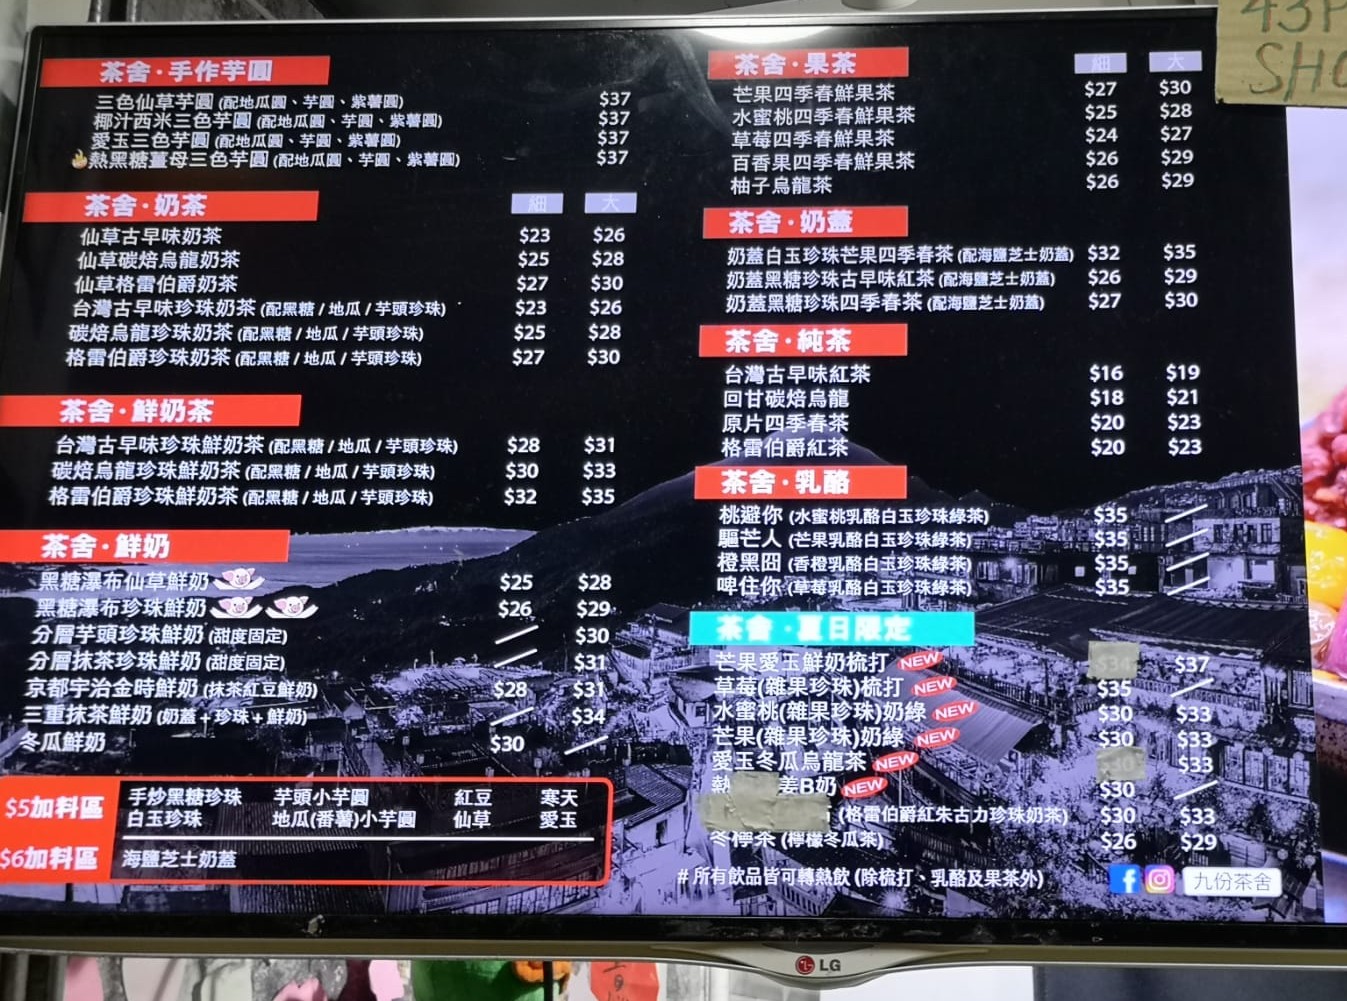 茶舍·手作芋圓
三色仙草芋圓 (配地瓜圓、芋圓、紫薯圓) $37
椰汁西米三色芋圓 (配地瓜圓、芋圓、紫薯圓) $37
愛玉三色芋圓 (配地瓜圓、芋圓、紫薯圓) $37
熱黑糖薑母三色芋圓 (配地瓜圓、芋圓、紫薯圓) $37
茶舍·奶茶 細 大
仙草古早味奶茶 $23 $26
仙草碳焙烏龍奶茶 $25 $28
仙草格雷伯爵奶茶 $27 $30
台灣古早味珍珠奶茶 (配黑糖 / 地瓜 / 芋頭珍珠) $23 $26
碳焙烏龍珍珠奶茶 (配黑糖 / 地瓜 / 芋頭珍珠) $25 $28
格雷伯爵珍珠奶茶 (配黑糖 / 地瓜 / 芋頭珍珠) $27 $30
茶舍·鮮奶茶
台灣古早味珍珠鮮奶茶 (配黑糖 / 地瓜 / 芋頭珍珠) $28 $31
碳焙烏龍珍珠鮮奶茶 (配黑糖 / 地瓜 / 芋頭珍珠) $30 $33
格雷伯爵珍珠鮮奶茶 (配黑糖 / 地瓜 / 芋頭珍珠) $32 $35
茶舍·鮮奶
黑糖瀑布仙草鮮奶 $25 $28
黑糖瀑布珍珠鮮奶 $26 $29
分層芋頭珍珠鮮奶 (甜度固定) $30
分層抹茶珍珠鮮奶 (甜度固定) $31
京都宇治金時鮮奶 (抹茶紅豆鮮奶) $28 $31
三重抹茶鮮奶 (奶蓋 + 珍珠 + 鮮奶) $34
冬瓜鮮奶 $30
$5加料區
手炒黑糖珍珠 芋頭小芋圓 紅豆 寒天
白玉珍珠 地瓜(番薯)小芋圓 仙草 愛玉
$6加料區
海鹽芝士奶蓋
茶舍·果茶 細 大
芒果四季春鮮果茶 $27 $30
水蜜桃四季春鮮果茶 $25 $28
草莓四季春鮮果茶 $24 $27
百香果四季春鮮果茶 $26 $29
柚子烏龍茶 $26 $29
茶舍·奶蓋
奶蓋白玉珍珠芒果四季春茶 (配海鹽芝士奶蓋) $32 $35
奶蓋黑糖珍珠古早味紅茶 (配海鹽芝士奶蓋) $26 $29
奶蓋黑糖珍珠四季春茶 (配海鹽芝士奶蓋) $27 $30
茶舍·純茶
台灣古早味紅茶 $16 $19
回甘碳焙烏龍 $18 $21
原片四季春茶 $20 $23
格雷伯爵紅茶 $20 $23
茶舍·乳酪
桃避你 (水蜜桃乳酪白玉珍珠綠茶) $35
驅芒人 (芒果乳酪白玉珍珠綠茶) $35
橙黑囧 (香橙乳酪白玉珍珠綠茶) $35
啤住你 (草莓乳酪白玉珍珠綠茶) $35
茶舍·夏日限定
芒果愛玉鮮奶梳打 NEW $34 $37
草莓(雜果珍珠)梳打 NEW $35
水蜜桃(雜果珍珠)奶綠 NEW $30 $33
芒果(雜果珍珠)奶綠 NEW $30 $33
愛玉冬瓜烏龍茶 NEW $33
熱 姜B奶 NEW $30
(格雷伯爵紅朱古力珍珠奶茶) $30 $33
冬檸茶 (檸檬冬瓜茶) $26 $29
# 所有飲品皆可轉熱飲 (除梳打、乳酪及果茶外)
f 九份茶舍
LG